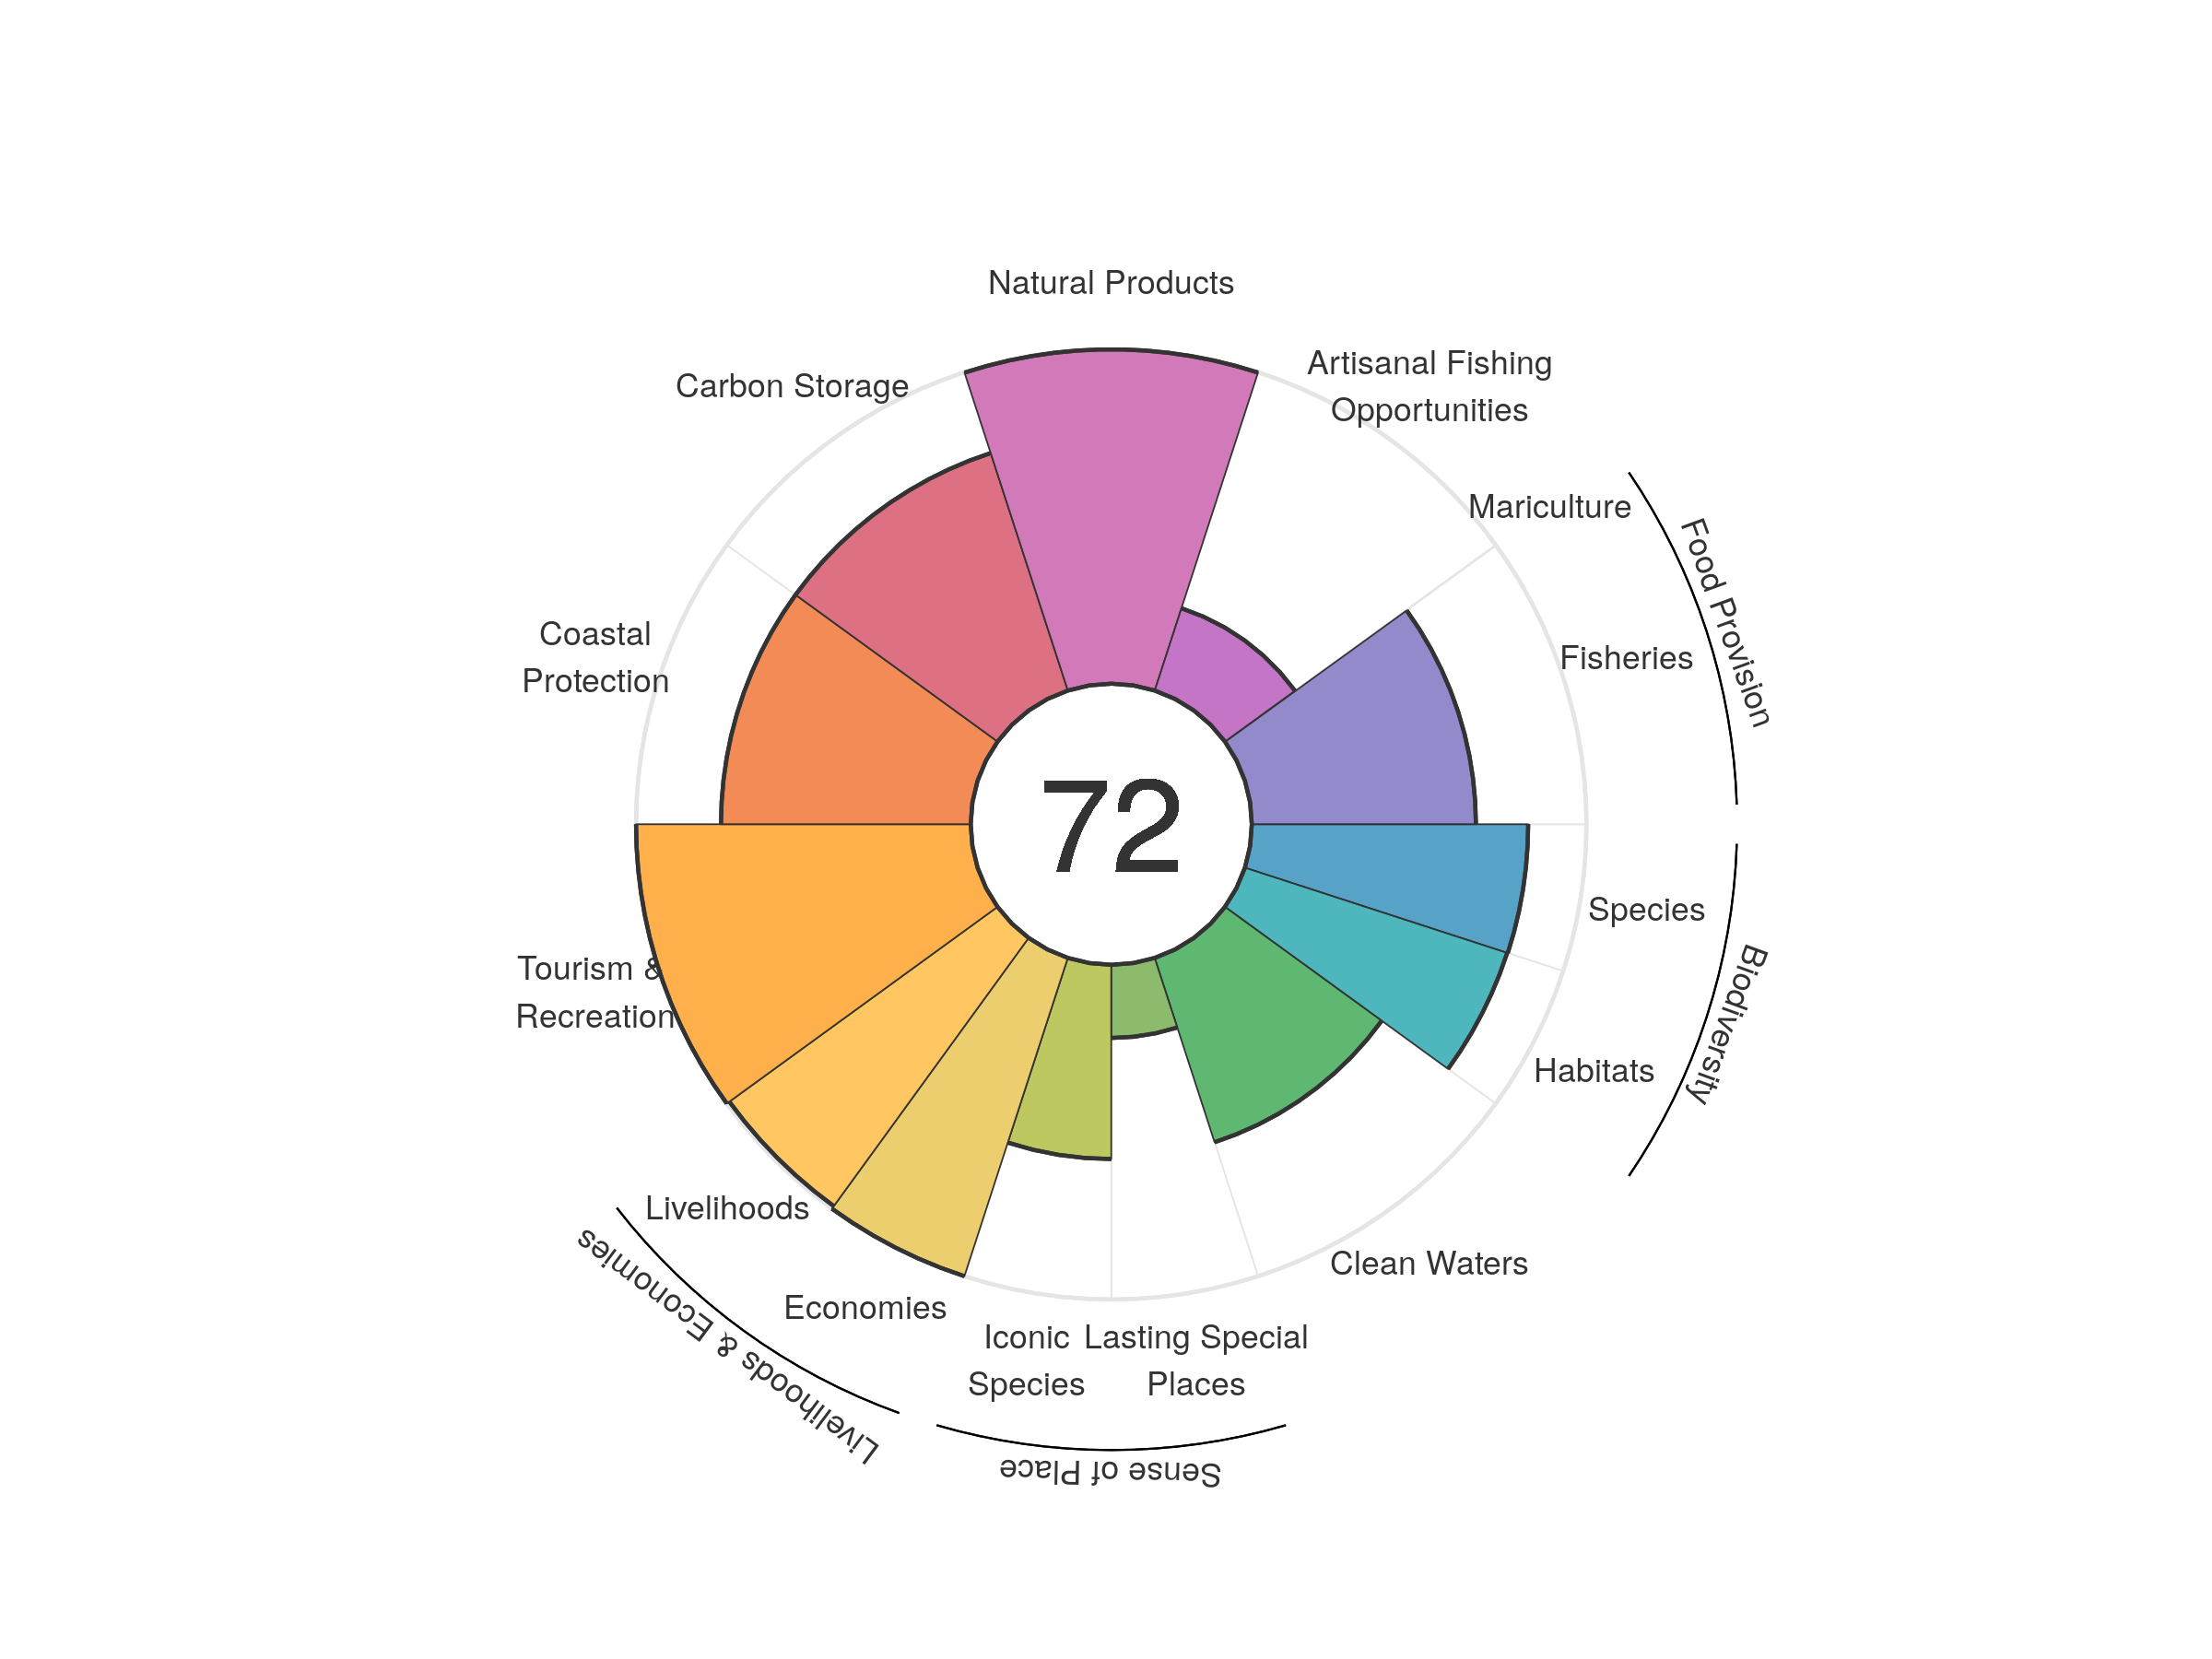 Natural Products
Artisanal Fishing
Opportunities
Carbon Storage
Mariculture
Food Provision
Fisheries
Coastal
Protection
72
Species
Biodiversity
Tourism &
Recreation
Habitats
Livelihoods
Clean Waters
Economies
Livelihoods & Economies
Iconic
Species
Lasting Special
Places
Sense of Place